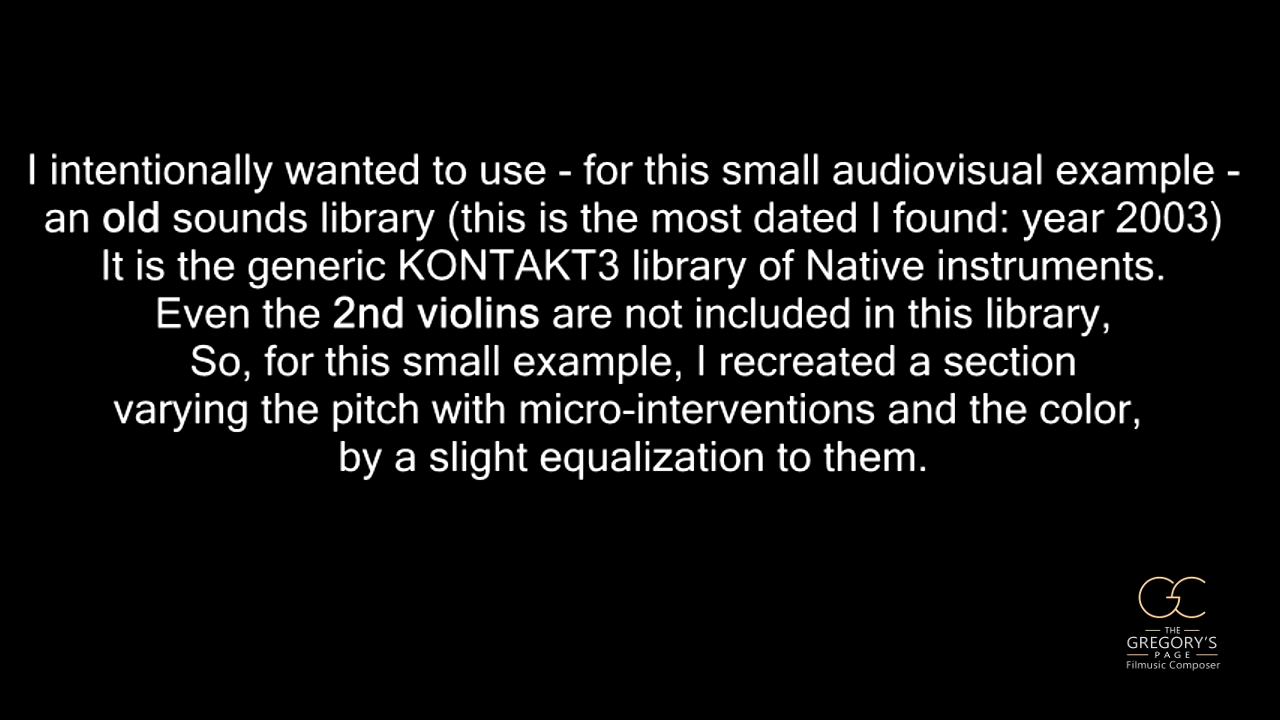 I intentionally wanted to use - for this small audiovisual example -
an old sounds library (this is the most dated I found: year 2003)
It is the generic KONTAKT3 library of Native instruments.
Even the 2nd violins are not included in this library,
So, for this small example, I recreated a section
varying the pitch with micro-interventions and the color,
by a slight equalization to them.
GC
THE
GREGORY'S
PAGE
Filmusic Composer